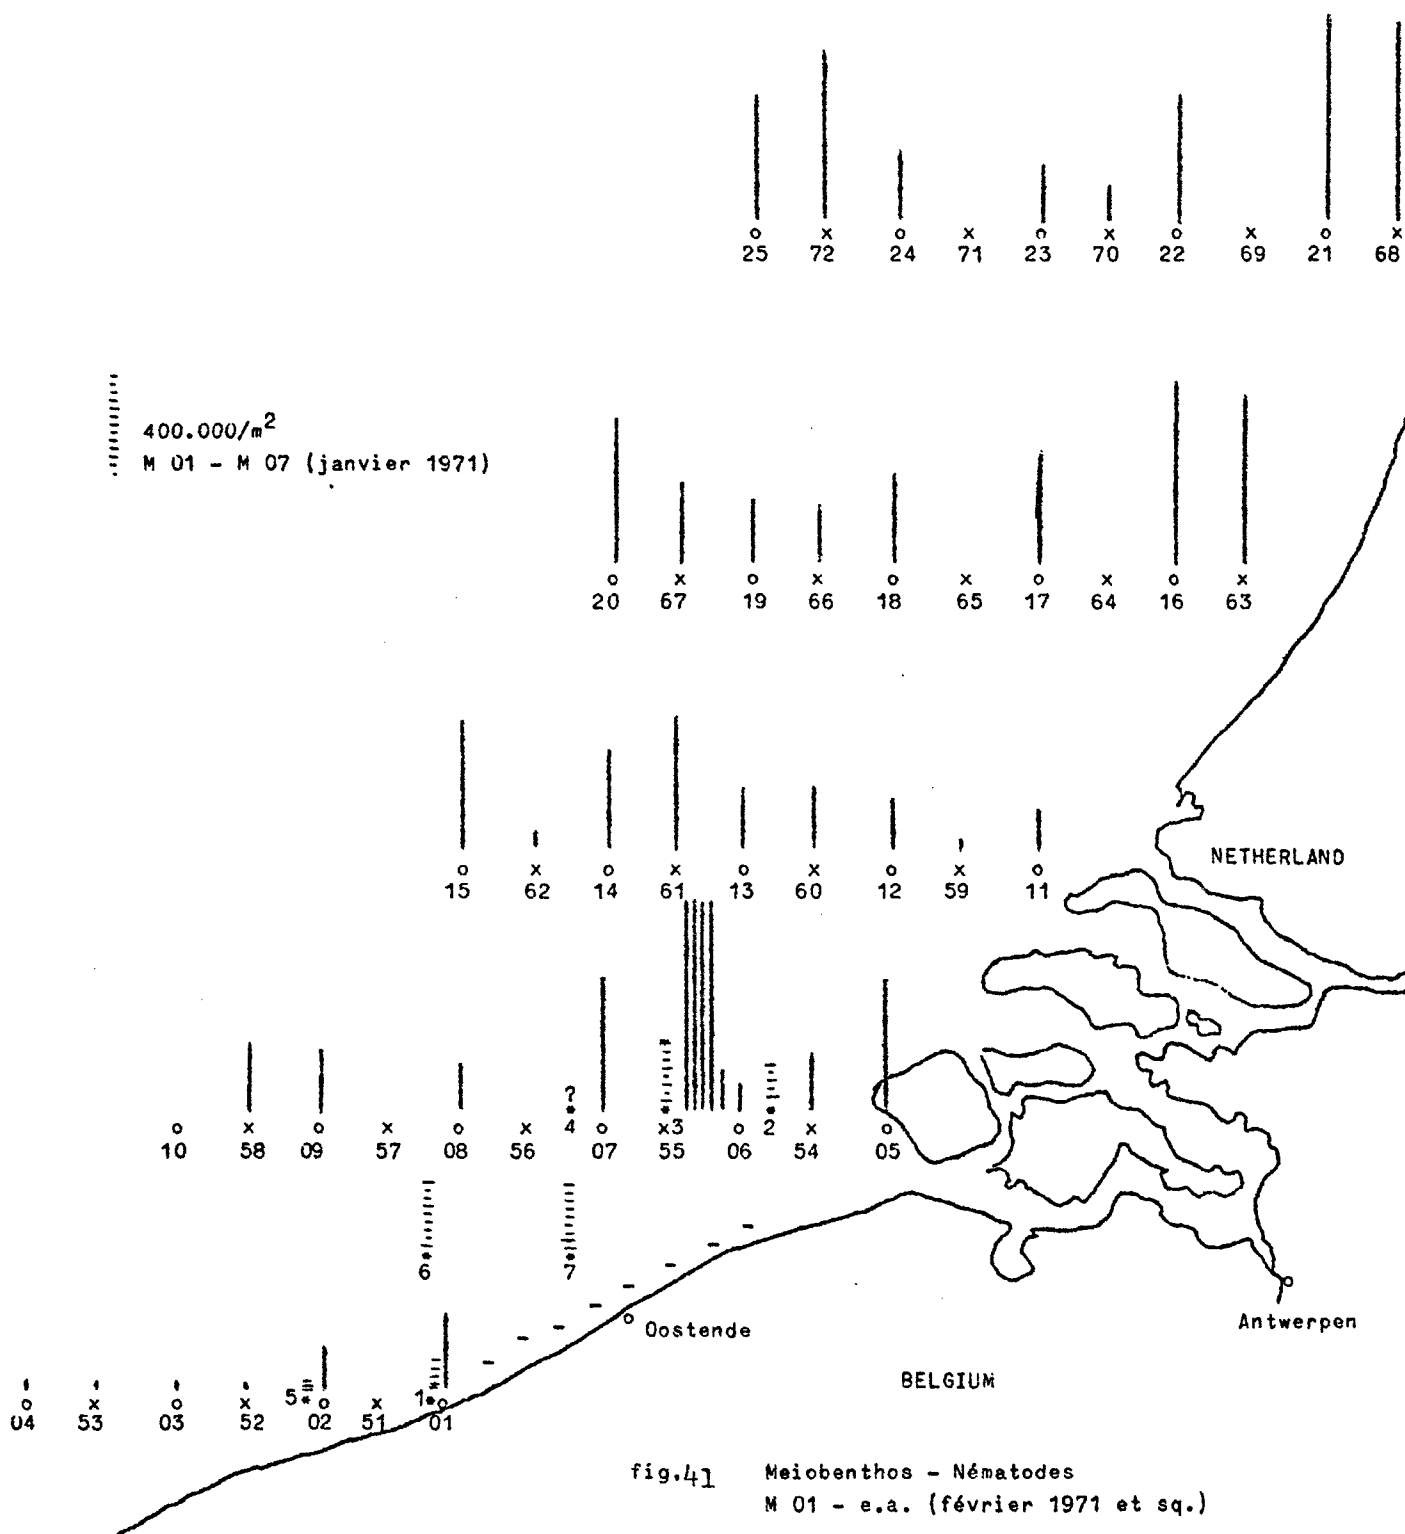 25 72 24 71 23 70 22 69 21 68
400.000/m²
M 01 - M 07 (janvier 1971)
20 67 19 66 18 65 17 64 16 63
15 62 14 61 13 60 12 59 11
NETHERLAND
?
3
10 58 09 57 08 56 4 07 55 06 2 54 05
6 7
Oostende
Antwerpen
BELGIUM
5 1
04 53 03 52 02 51 01
fig.41 Meiobenthos - Nématodes
M 01 - e.a. (février 1971 et sq.)